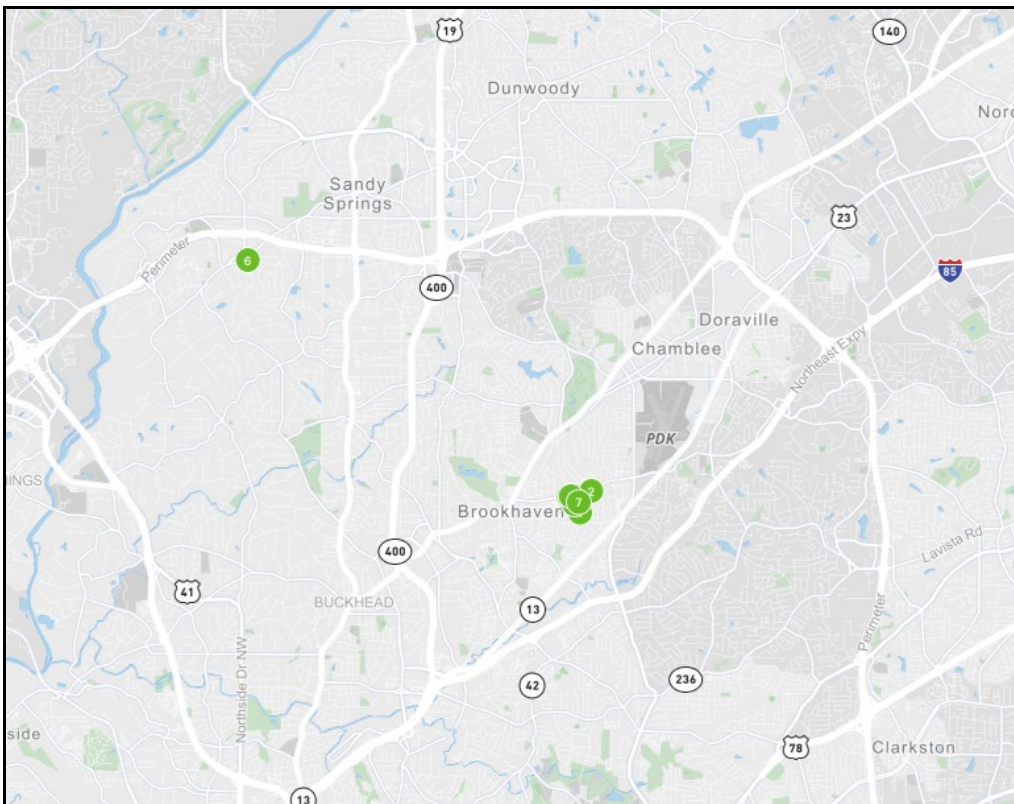 19
140
Dunwoody
Sandy
Springs
23
Perimeter
6
85
400
Doraville
Chamblee
Northeast Expy
PDK
INGS
2
7
Brookhaven
Lavista Rd
400
41
BUCKHEAD
13
Perimeter
Northside Dr NW
42
236
side
78
Clarkston
13